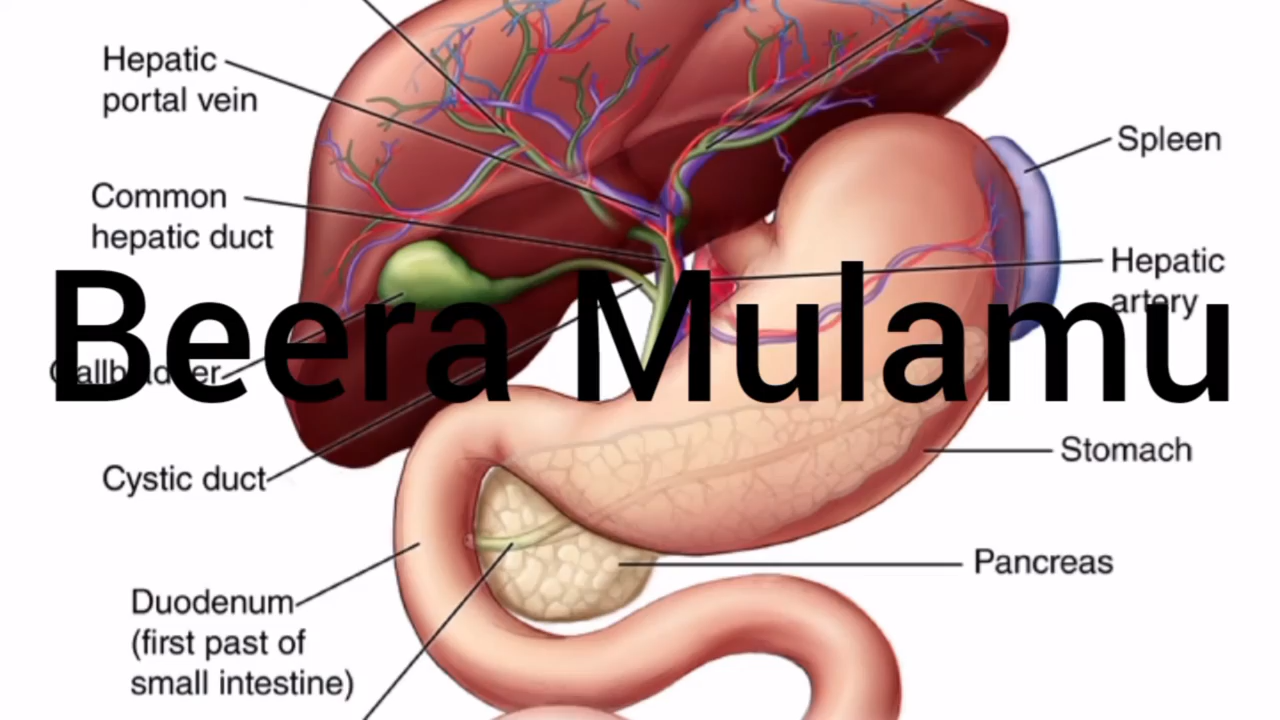 Hepatic
portal vein
Common
hepatic duct
Spleen
Hepatic
artery
Beera Mulamu
Gallbladder
Cystic duct
Stomach
Pancreas
Duodenum
(first past of
small intestine)